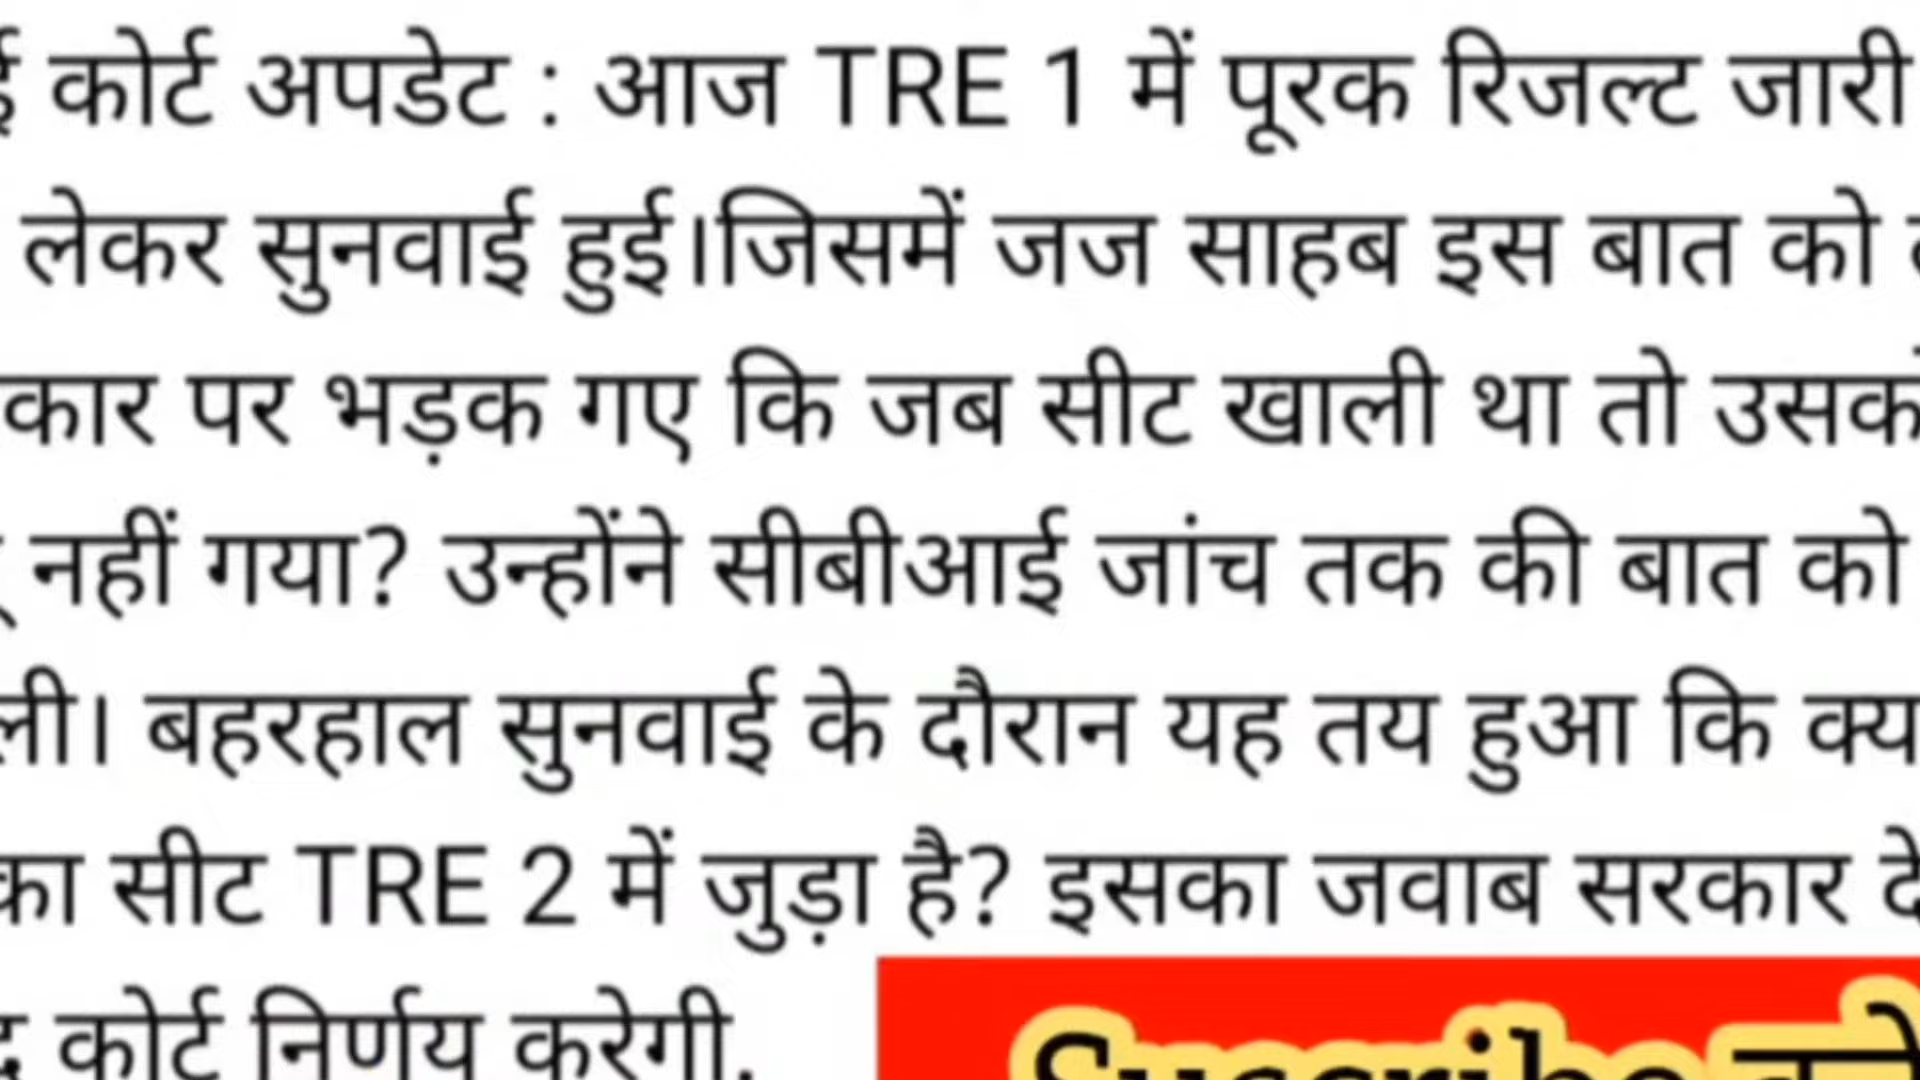 कोर्ट अपडेट : आज TRE 1 में पूरक रिजल्ट जारी
लेकर सुनवाई हुई।जिसमें जज साहब इस बात को
कार पर भड़क गए कि जब सीट खाली था तो उसक
नहीं गया? उन्होंने सीबीआई जांच तक की बात को
ली। बहरहाल सुनवाई के दौरान यह तय हुआ कि क्य
का सीट TRE 2 में जुड़ा है? इसका जवाब सरकार दे
कोर्ट निर्णय करेगी.